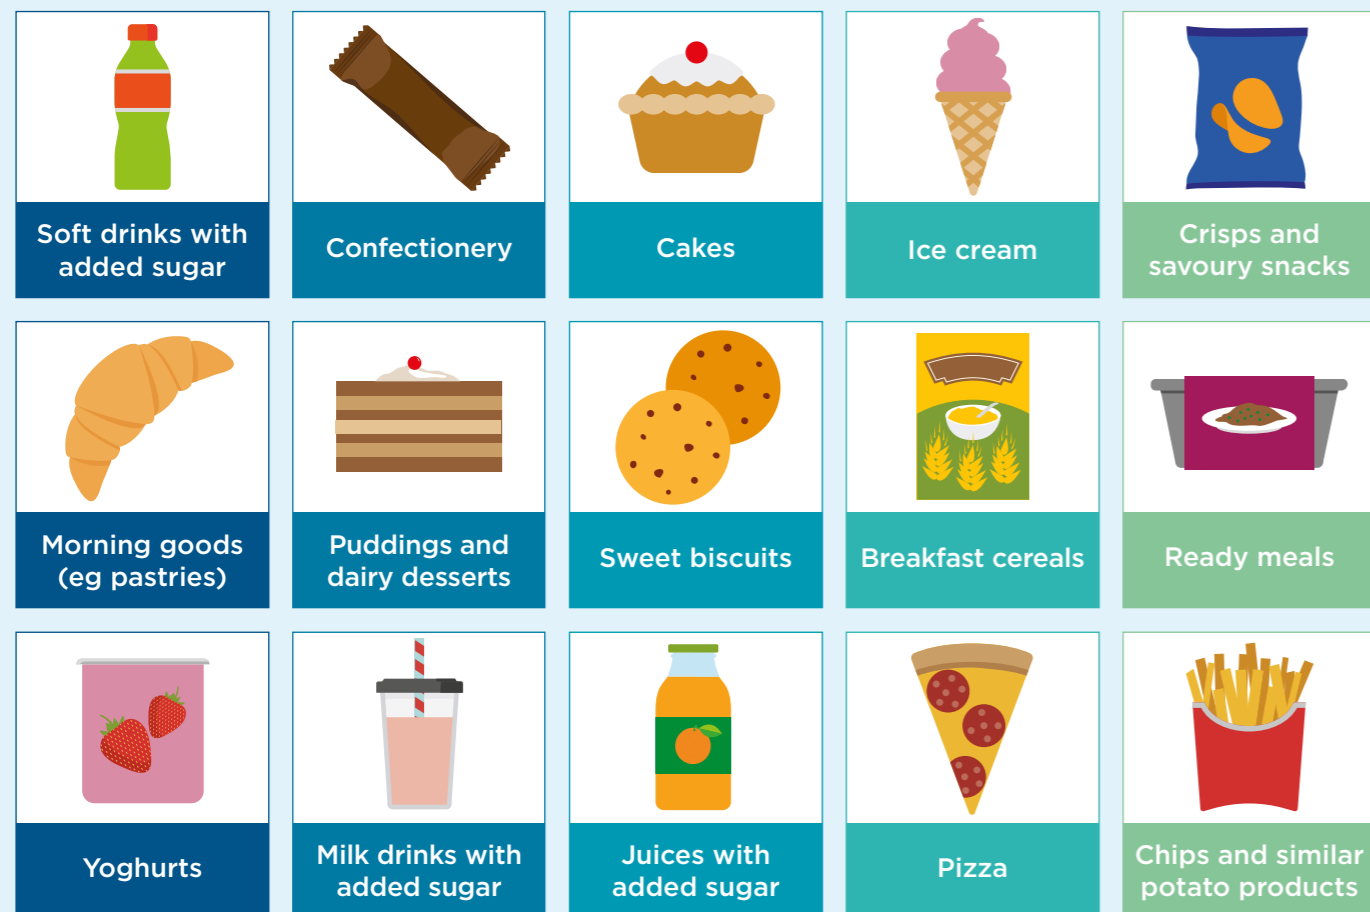 Soft drinks with
added sugar
Confectionery
Cakes
Ice cream
Crisps and
savoury snacks
Morning goods
(eg pastries)
Puddings and
dairy desserts
Sweet biscuits
Breakfast cereals
Ready meals
Yoghurts
Milk drinks with
added sugar
Juices with
added sugar
Pizza
Chips and similar
potato products